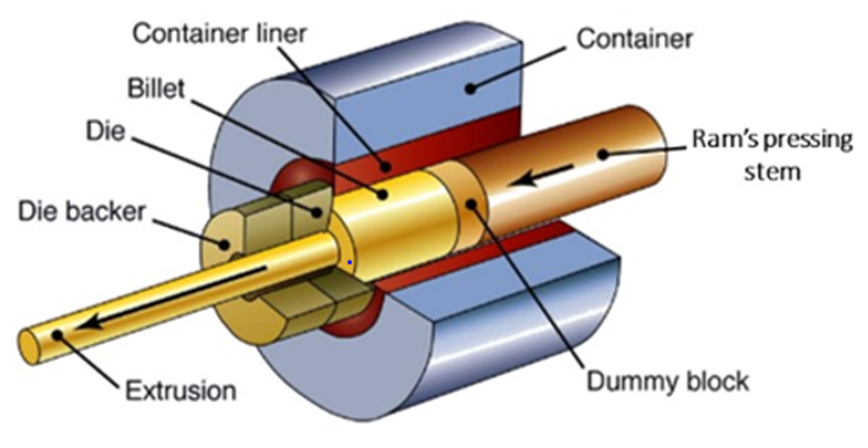 Container liner
Container
Billet
Die
Ram's pressing
stem
Die backer
Dummy block
Extrusion